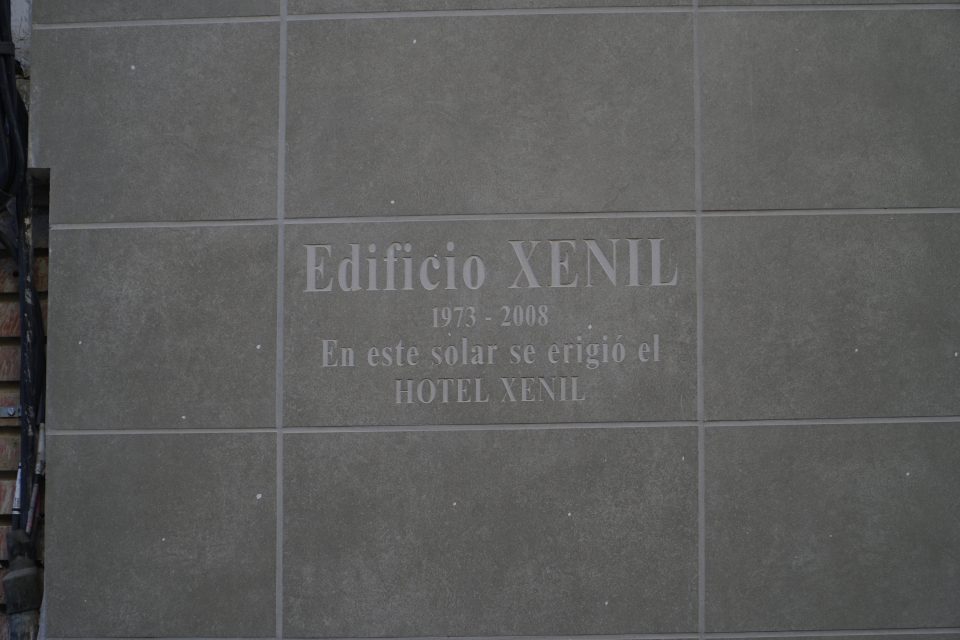 Edificio XENIL
1973 - 2008
En este solar se erigió el
HOTEL XENIL